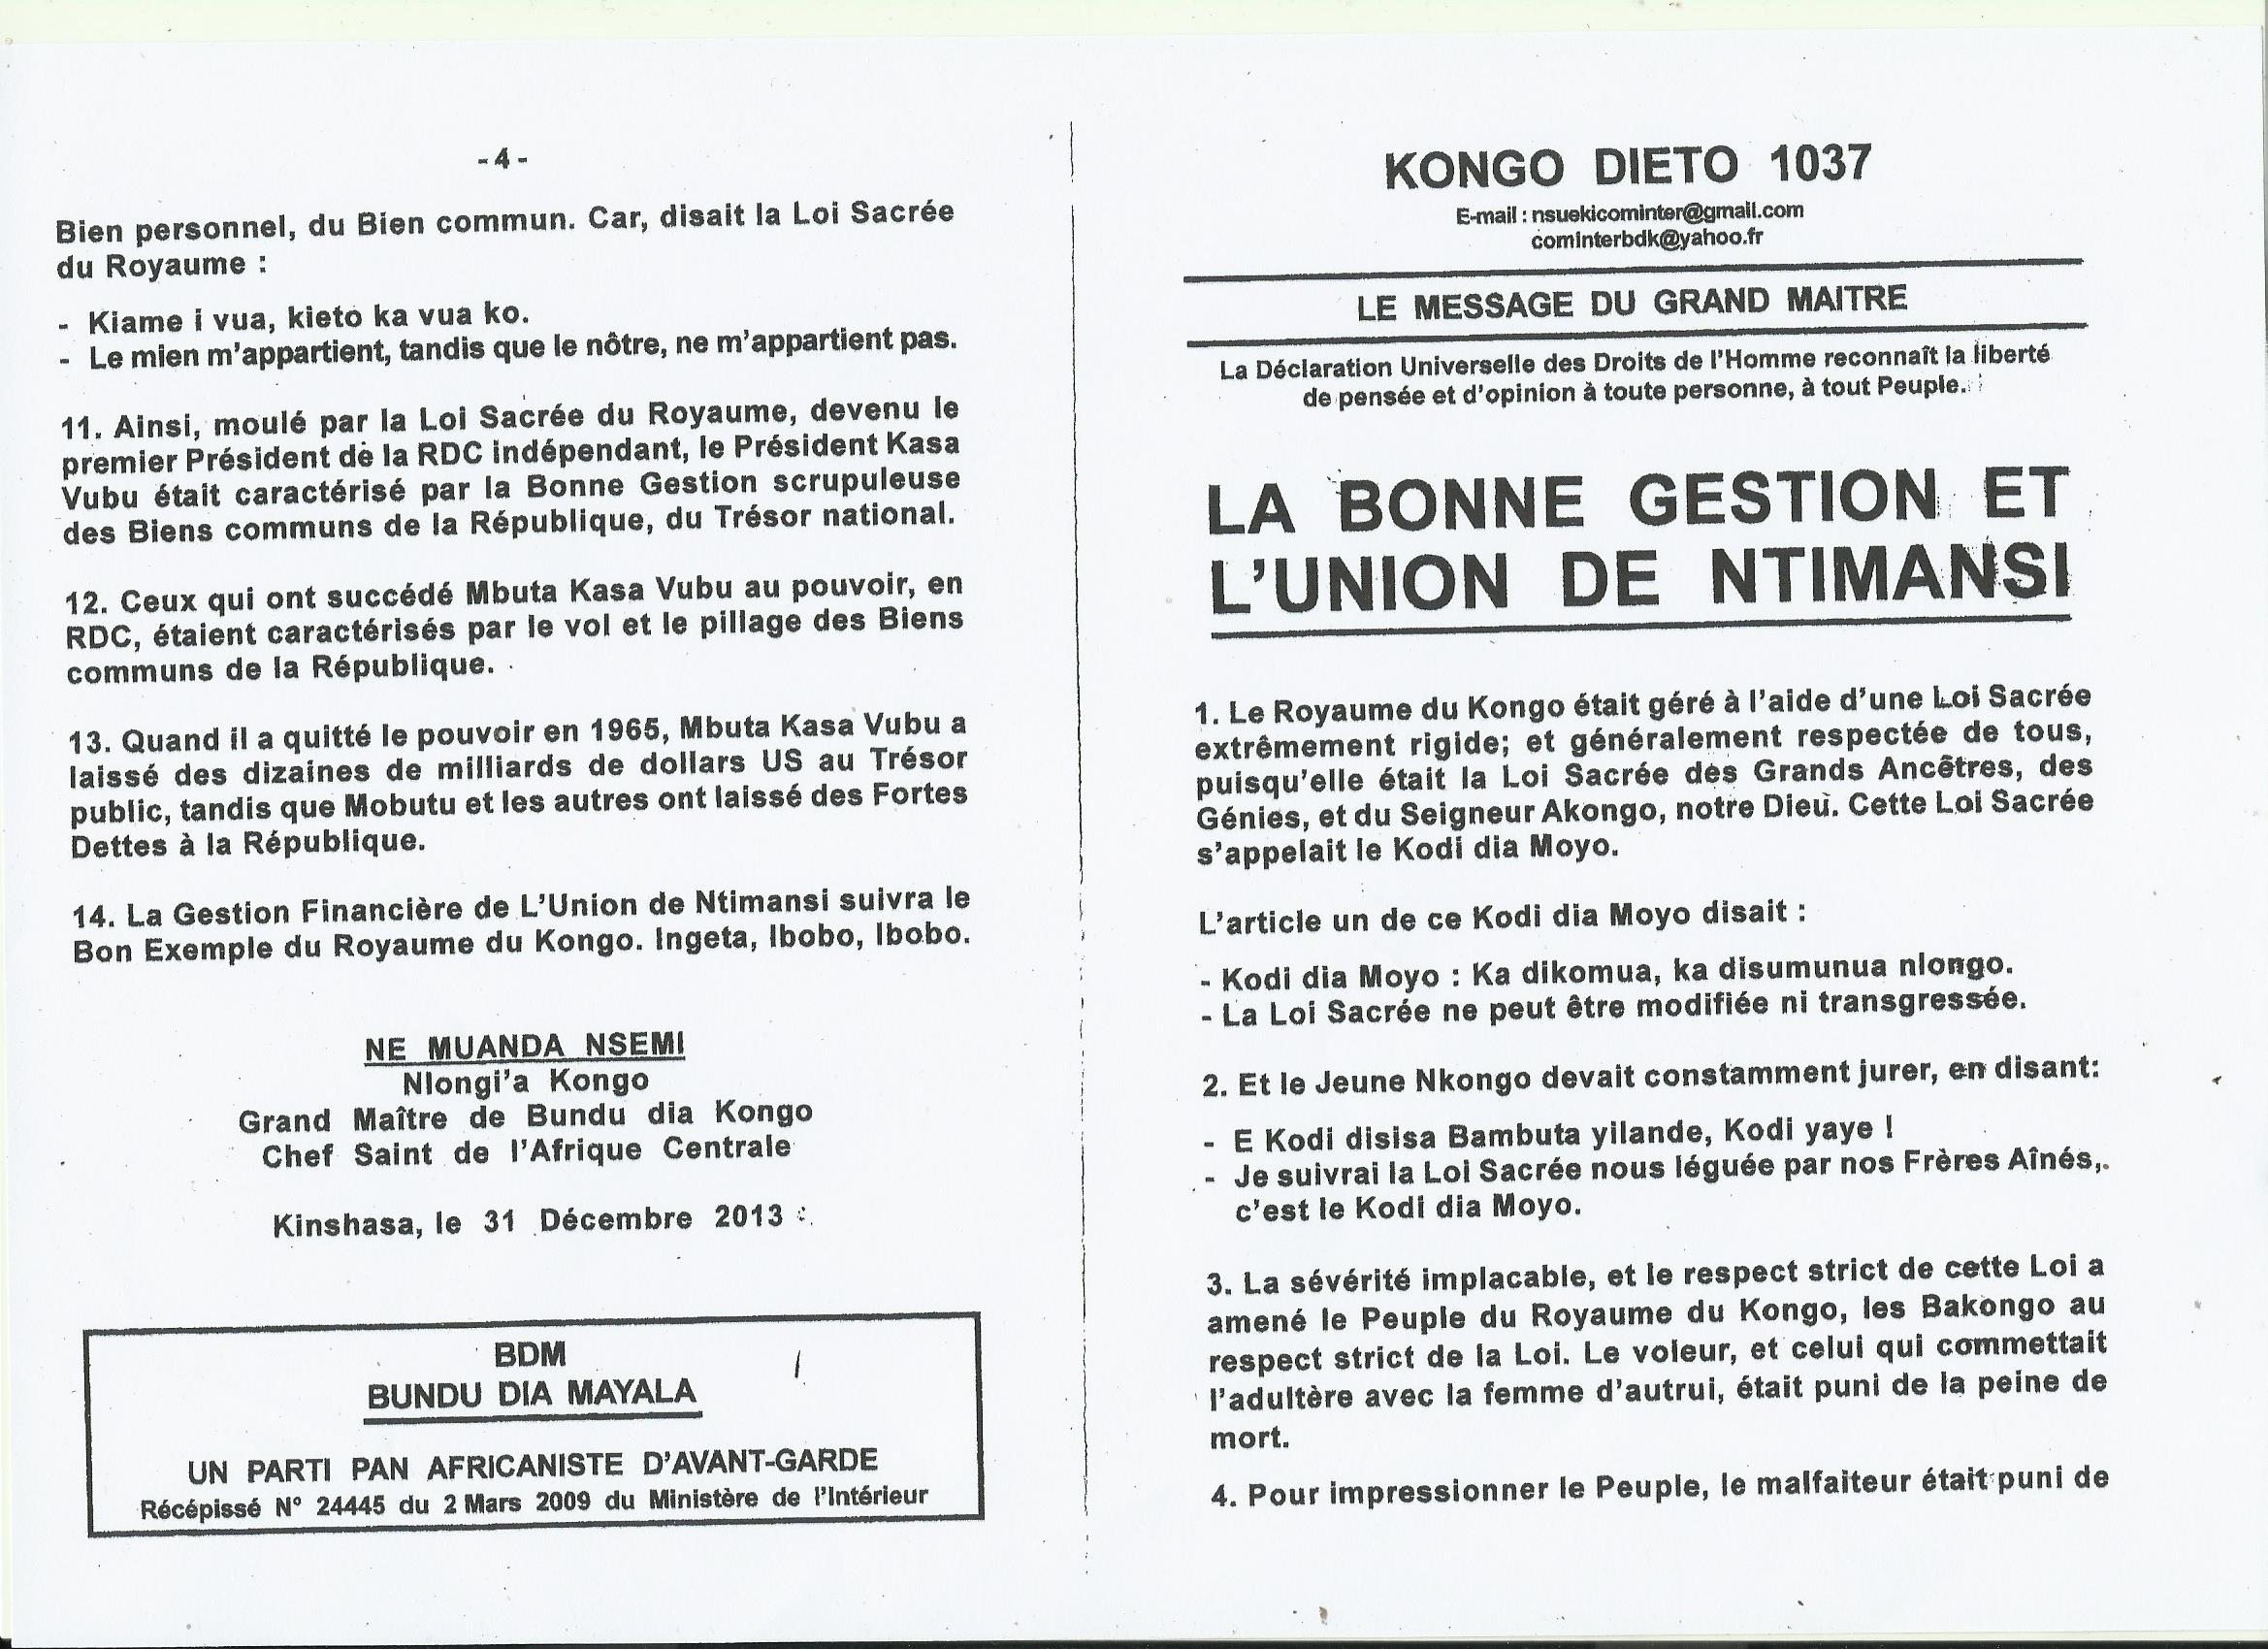 - 4 -
Bien personnel, du Bien commun. Car, disait la Loi Sacrée
du Royaume :
- Kiame i vua, kieto ka vua ko.
- Le mien m'appartient, tandis que le nôtre, ne m'appartient pas.
11. Ainsi, moulé par la Loi Sacrée du Royaume, devenu le
premier Président de la RDC indépendant, le Président Kasa
Vubu était caractérisé par la Bonne Gestion scrupuleuse
des Biens communs de la République, du Trésor national.
12. Ceux qui ont succédé Mbuta Kasa Vubu au pouvoir, en
RDC, étaient caractérisés par le vol et le pillage des Biens
communs de la République.
13. Quand il a quitté le pouvoir en 1965, Mbuta Kasa Vubu a
laissé des dizaines de milliards de dollars US au Trésor
public, tandis que Mobutu et les autres ont laissé des Fortes
Dettes à la République.
14. La Gestion Financière de L'Union de Ntimansi suivra le
Bon Exemple du Royaume du Kongo. Ingeta, Ibobo, Ibobo.
NE MUANDA NSEMI
Nlongi'a Kongo
Grand Maître de Bundu dia Kongo
Chef Saint de l'Afrique Centrale
Kinshasa, le 31 Décembre 2013
BDM
BUNDU DIA MAYALA
UN PARTI PAN AFRICANISTE D'AVANT-GARDE
Récépissé N° 24445 du 2 Mars 2009 du Ministère de l'Intérieur
KONGO DIETO 1037
E-mail : nsuekicominter@gmail.com
cominterbdk@yahoo.fr
LE MESSAGE DU GRAND MAITRE
La Déclaration Universelle des Droits de l'Homme reconnaît la liberté
de pensée et d'opinion à toute personne, à tout Peuple.
LA BONNE GESTION ET
L'UNION DE NTIMANSI
1. Le Royaume du Kongo était géré à l'aide d'une Loi Sacrée
extrêmement rigide; et généralement respectée de tous,
puisqu'elle était la Loi Sacrée des Grands Ancêtres, des
Génies, et du Seigneur Akongo, notre Dieu. Cette Loi Sacrée
s'appelait le Kodi dia Moyo.
L'article un de ce Kodi dia Moyo disait :
- Kodi dia Moyo : Ka dikomua, ka disumunua nlongo.
- La Loi Sacrée ne peut être modifiée ni transgressée.
2. Et le Jeune Nkongo devait constamment jurer, en disant:
- E Kodi disisa Bambuta yilande, Kodi yaye !
- Je suivrai la Loi Sacrée nous léguée par nos Frères Aînés,.
c'est le Kodi dia Moyo.
3. La sévérité implacable, et le respect strict de cette Loi a
amené le Peuple du Royaume du Kongo, les Bakongo au
respect strict de la Loi. Le voleur, et celui qui commettait
l'adultère avec la femme d'autrui, était puni de la peine de
mort.
4. Pour impressionner le Peuple, le malfaiteur était puni de